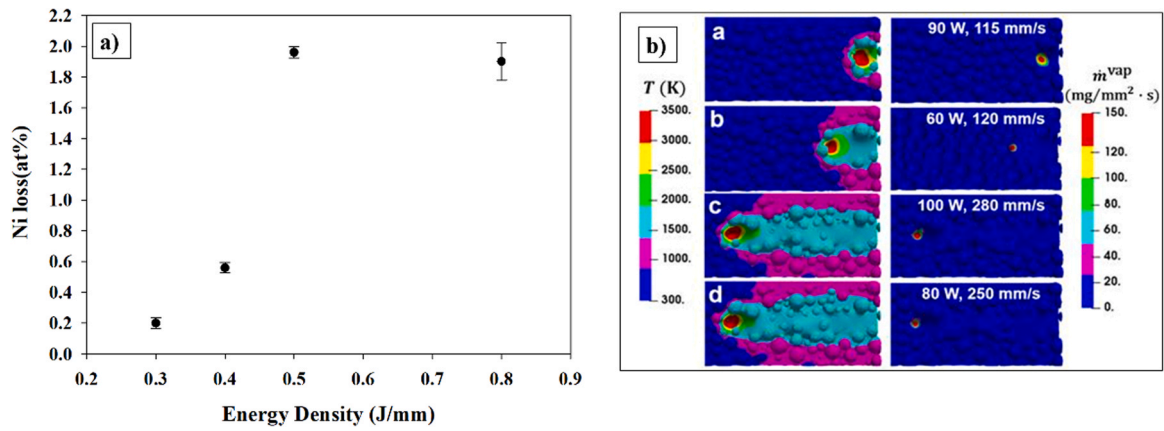 a)
Ni loss(at%)
2.2
2.0
1.8
1.6
1.4
1.2
1.0
0.8
0.6
0.4
0.2
0.0
0.2 0.3 0.4 0.5 0.6 0.7 0.8 0.9
Energy Density (J/mm)
b)
T (K)
3500.
3000.
2500.
2000.
1500.
1000.
300.
a
90 W, 115 mm/s
b
60 W, 120 mm/s
c
100 W, 280 mm/s
d
80 W, 250 mm/s
ṁvap
(mg/mm² · s)
150.
120.
100.
80.
60.
40.
20.
0.